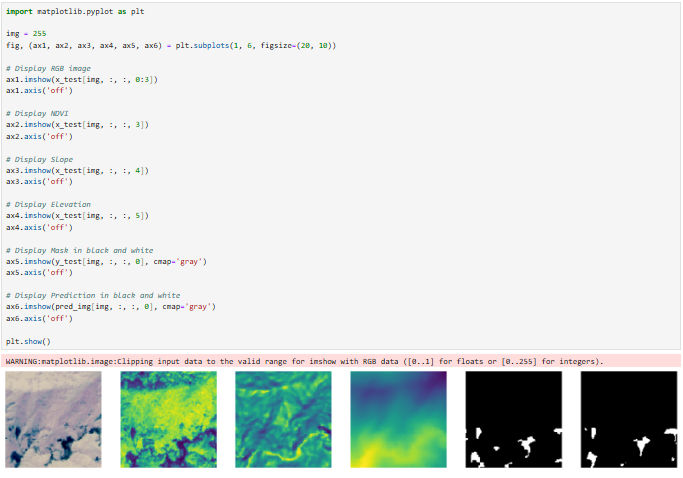 import matplotlib.pyplot as plt
img = 255
fig, (ax1, ax2, ax3, ax4, ax5, ax6) = plt.subplots(1, 6, figsize=(20, 10))
# Display RGB image
ax1.imshow(x_test[img, :, :, 0:3])
ax1.axis('off')
# Display NDVI
ax2.imshow(x_test[img, :, :, 3])
ax2.axis('off')
# Display Slope
ax3.imshow(x_test[img, :, :, 4])
ax3.axis('off')
# Display Elevation
ax4.imshow(x_test[img, :, :, 5])
ax4.axis('off')
# Display Mask in black and white
ax5.imshow(y_test[img, :, :, 0], cmap='gray')
ax5.axis('off')
# Display Prediction in black and white
ax6.imshow(pred_img[img, :, :, 0], cmap='gray')
ax6.axis('off')
plt.show()
WARNING:matplotlib.image:Clipping input data to the valid range for imshow with RGB data ([0..1] for floats or [0..255] for integers).